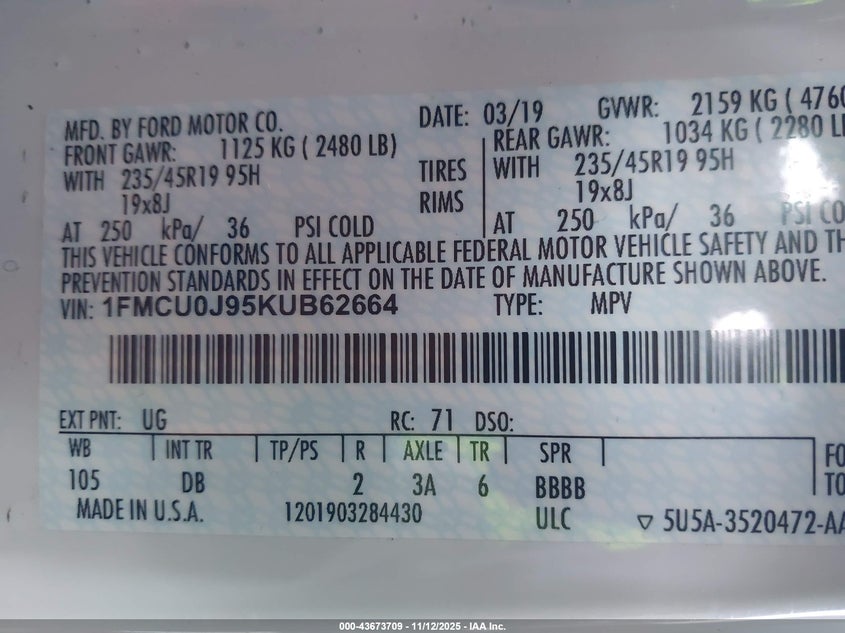 MFD. BY FORD MOTOR CO. DATE: 03/19 GVWR: 2159 KG ( 4760
FRONT GAWR: 1125 KG ( 2480 LB) REAR GAWR: 1034 KG ( 2280 LB
WITH 235/45R19 95H TIRES WITH 235/45R19 95H
19x8J RIMS 19x8J
AT 250 kPa/ 36 PSI COLD AT 250 kPa/ 36 PSI CO
THIS VEHICLE CONFORMS TO ALL APPLICABLE FEDERAL MOTOR VEHICLE SAFETY AND TH
PREVENTION STANDARDS IN EFFECT ON THE DATE OF MANUFACTURE SHOWN ABOVE.
VIN: 1FMCU0J95KUB62664 TYPE: MPV
EXT PNT: UG RC: 71 DSO:
WB INT TR TP/PS R AXLE TR SPR FO
105 DB 2 3A 6 BBBB TO
MADE IN U.S.A. 1201903284430 ULC ▽ 5U5A-3520472-AA
000-43673709 - 11/12/2025 - IAA Inc.